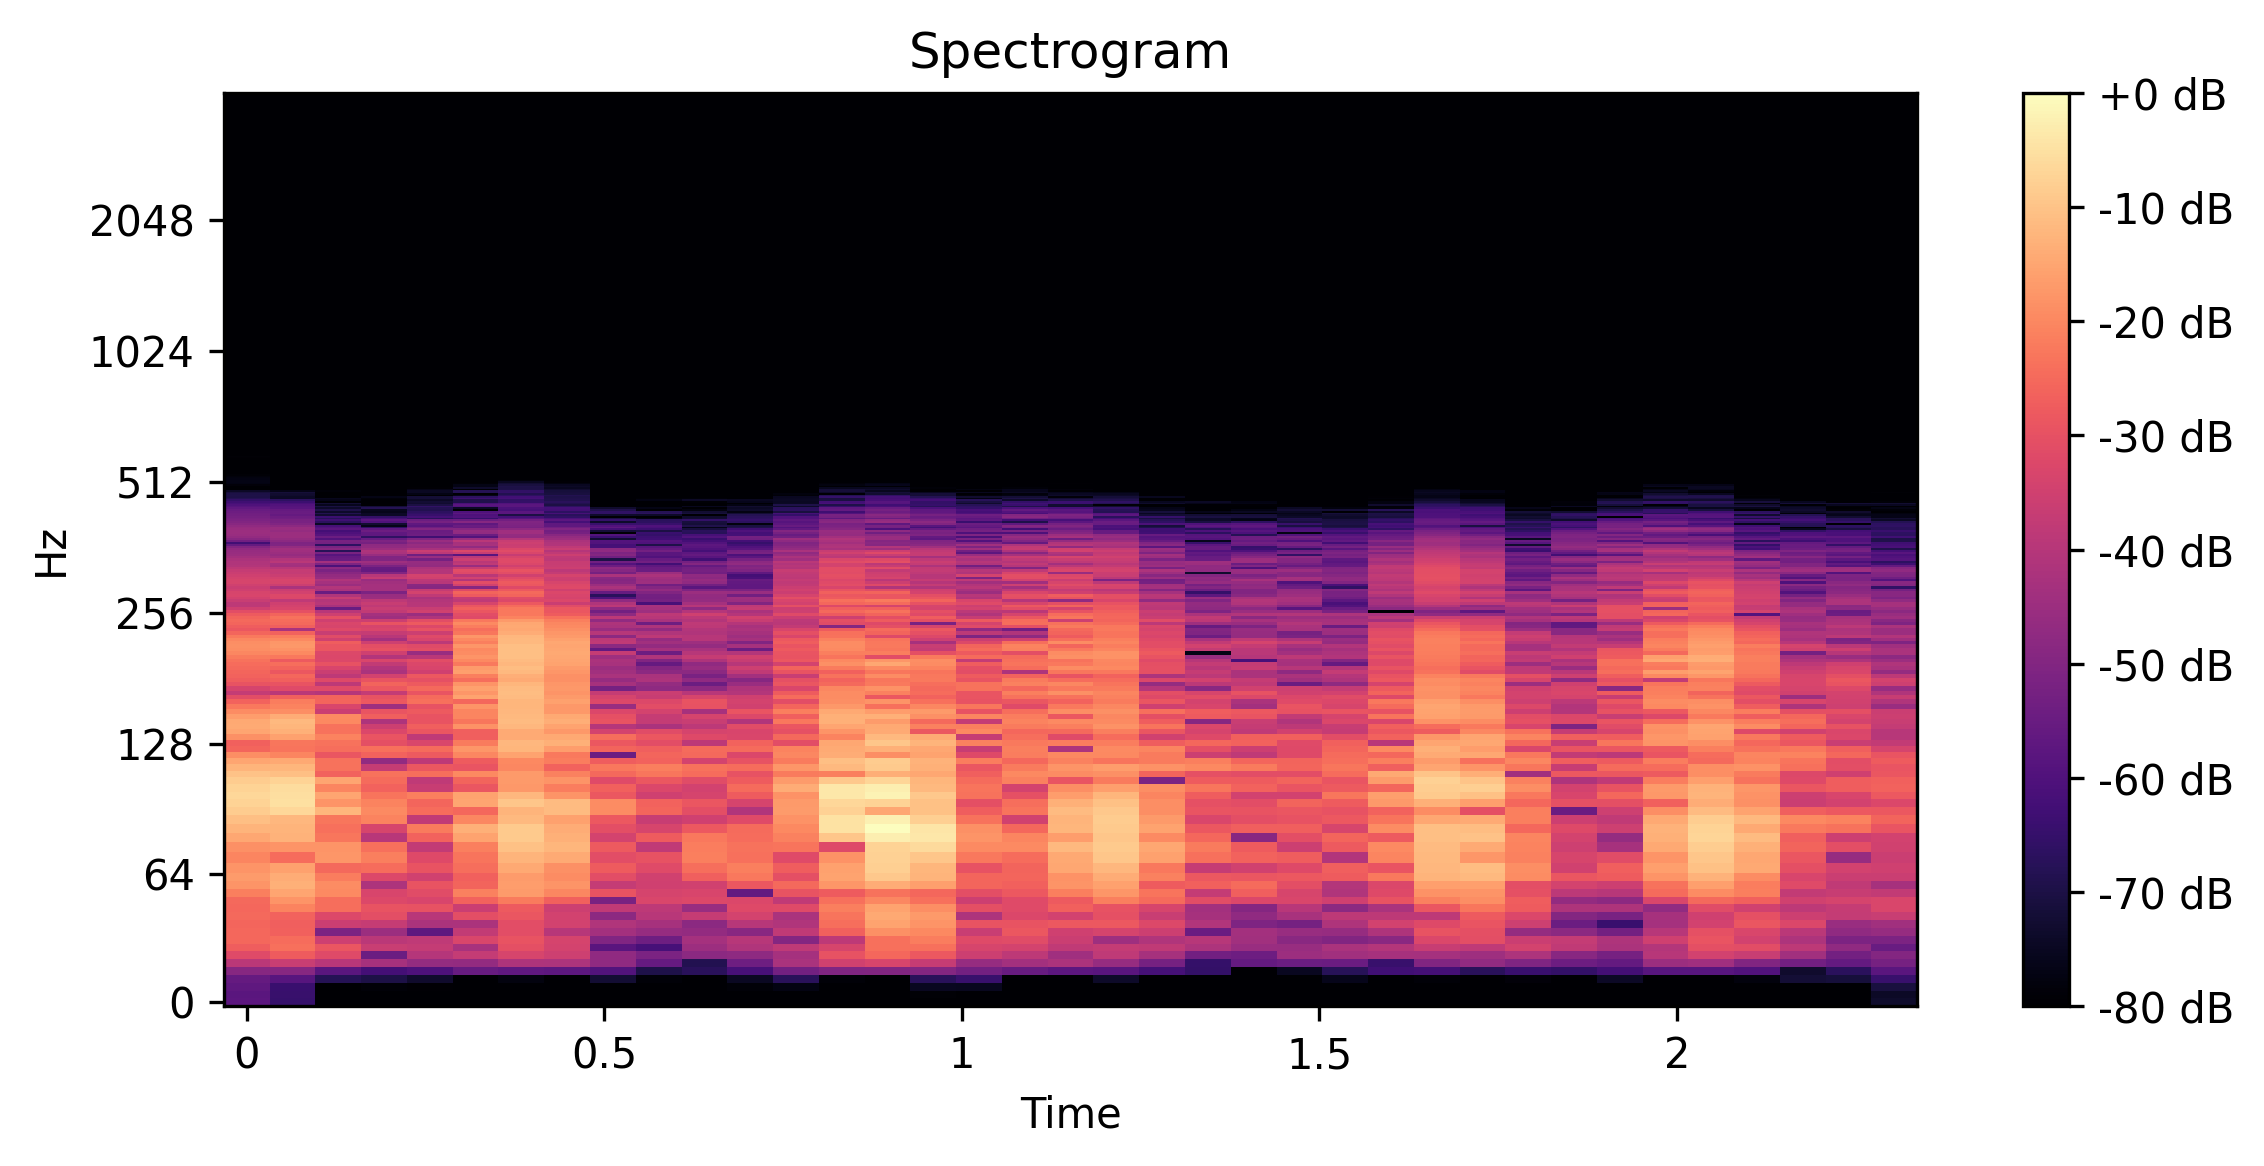 Spectrogram
Hz
2048
1024
512
256
128
64
0
0 0.5 1 1.5 2
Time
+0 dB
-10 dB
-20 dB
-30 dB
-40 dB
-50 dB
-60 dB
-70 dB
-80 dB